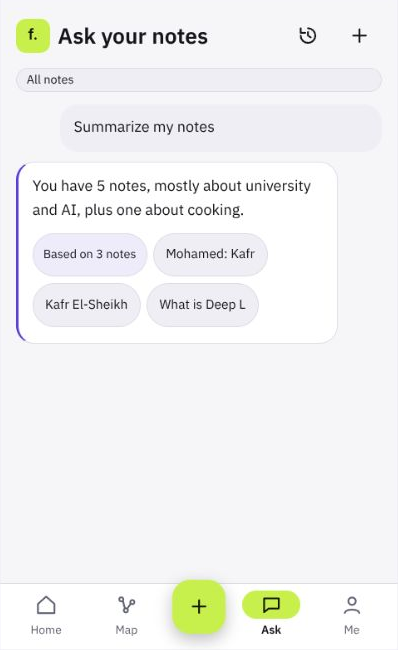 f. Ask your notes
All notes
Summarize my notes
You have 5 notes, mostly about university
and AI, plus one about cooking.
Based on 3 notes
Mohamed: Kafr
Kafr El-Sheikh
What is Deep L
Home
Map
Ask
Me